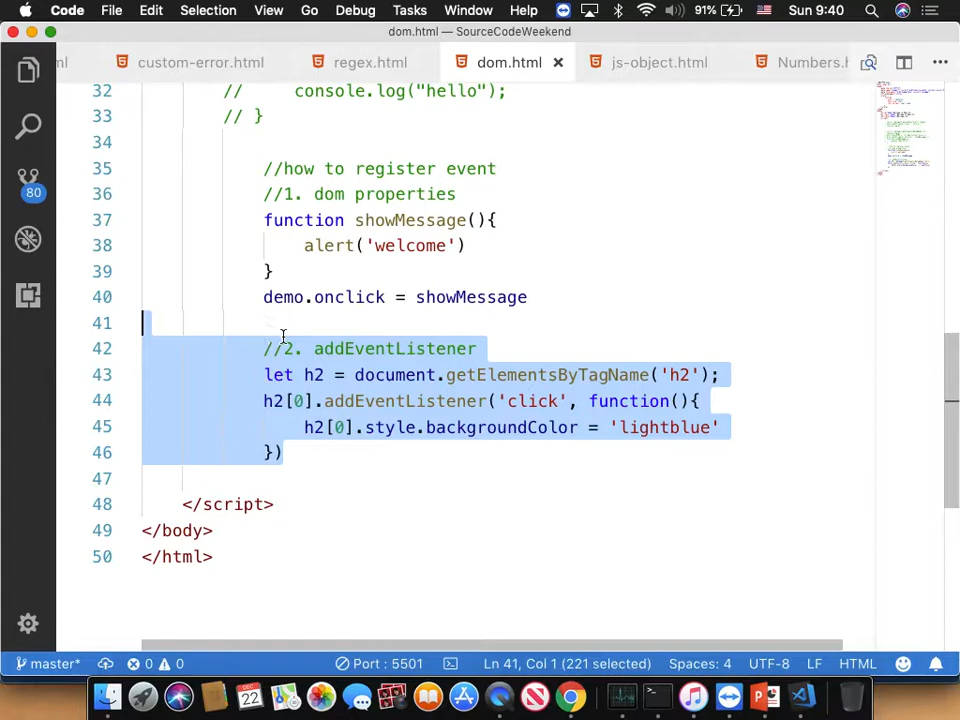 Code File Edit Selection View Go Debug Tasks Window Help 91% Sun 9:40
dom.html — SourceCodeWeekend
ml custom-error.html regex.html dom.html js-object.html Numbers.h
32 // console.log("hello");
33 // }
34
35 //how to register event
36 //1. dom properties
37 function showMessage(){
38 alert('welcome')
39 }
40 demo.onclick = showMessage
41
42 //2. addEventListener
43 let h2 = document.getElementsByTagName('h2');
44 h2[0].addEventListener('click', function(){
45 h2[0].style.backgroundColor = 'lightblue'
46 })
47
48 </script>
49 </body>
50 </html>
80
master* 0 0 Port : 5501 Ln 41, Col 1 (221 selected) Spaces: 4 UTF-8 LF HTML
DEC
22